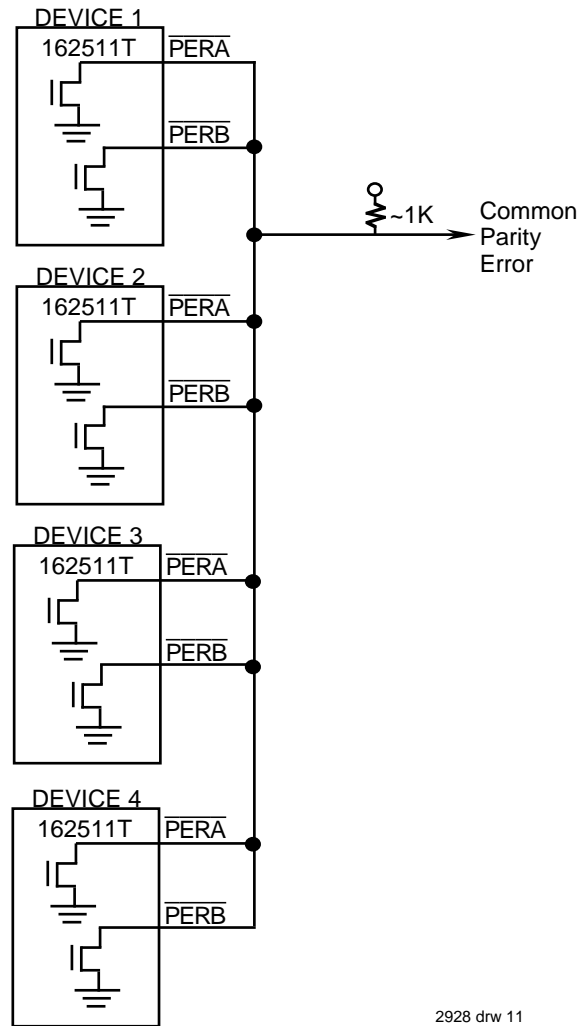 DEVICE 1
162511T
PERA
PERB
~1K
Common
Parity
Error
DEVICE 2
162511T
PERA
PERB
DEVICE 3
162511T
PERA
PERB
DEVICE 4
162511T
PERA
PERB
2928 drw 11